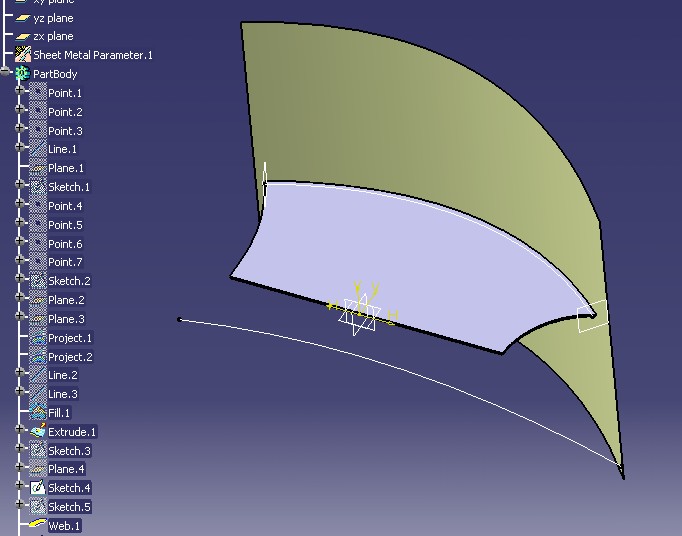 xy plane
yz plane
zx plane
Sheet Metal Parameter.1
PartBody
Point.1
Point.2
Point.3
Line.1
Plane.1
Sketch.1
Point.4
Point.5
Point.6
Point.7
Sketch.2
Plane.2
Plane.3
Project.1
Project.2
Line.2
Line.3
Fill.1
Extrude.1
Sketch.3
Plane.4
Sketch.4
Sketch.5
Web.1
y
H